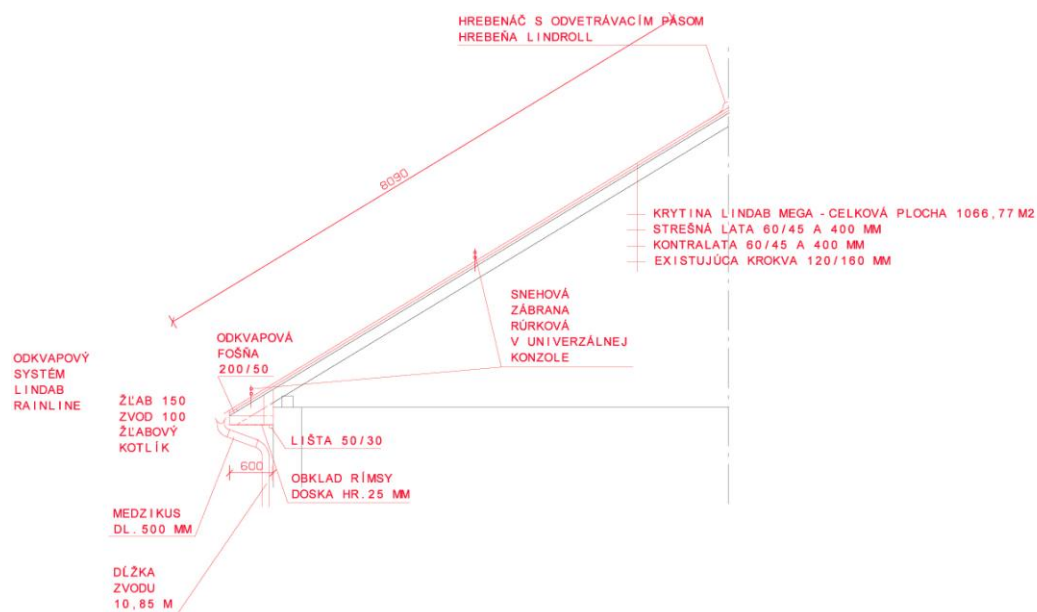 HREBENÁČ S ODVETRÁVACÍM PÁSOM
HREBEŇA LINDROLL
8090
KRYTINA LINDAB MEGA - CELKOVÁ PLOCHA 1066,77 M2
STREŠNÁ LATA 60/45 A 400 MM
KONTRALATA 60/45 A 400 MM
EXISTUJÚCA KROKVA 120/160 MM
SNEHOVÁ
ZÁBRANA
RÚRKOVÁ
V UNIVERZÁLNEJ
KONZOLE
ODKVAPOVÁ
FOŠŇA
200/50
ODKVAPOVÝ
SYSTÉM
LINDAB
RAINLINE
ŽĽAB 150
ZVOD 100
ŽĽABOVÝ
KOTLÍK
LIŠTA 50/30
600
OBKLAD RÍMSY
DOSKA HR. 25 MM
MEDZIKUS
DL. 500 MM
DĹŽKA
ZVODU
10,85 M